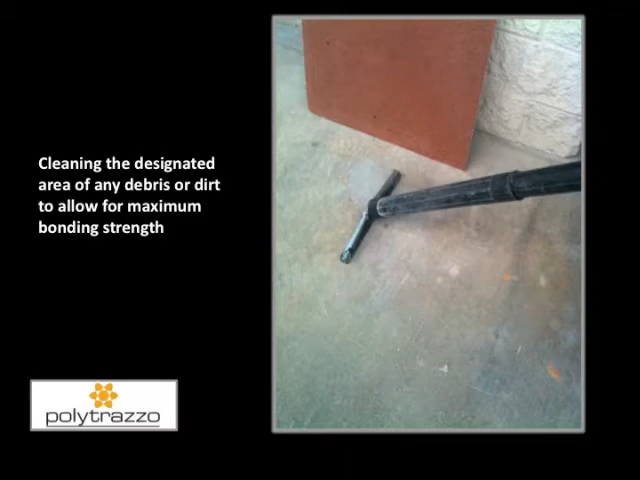 Cleaning the designated
area of any debris or dirt
to allow for maximum
bonding strength
polytrazzo